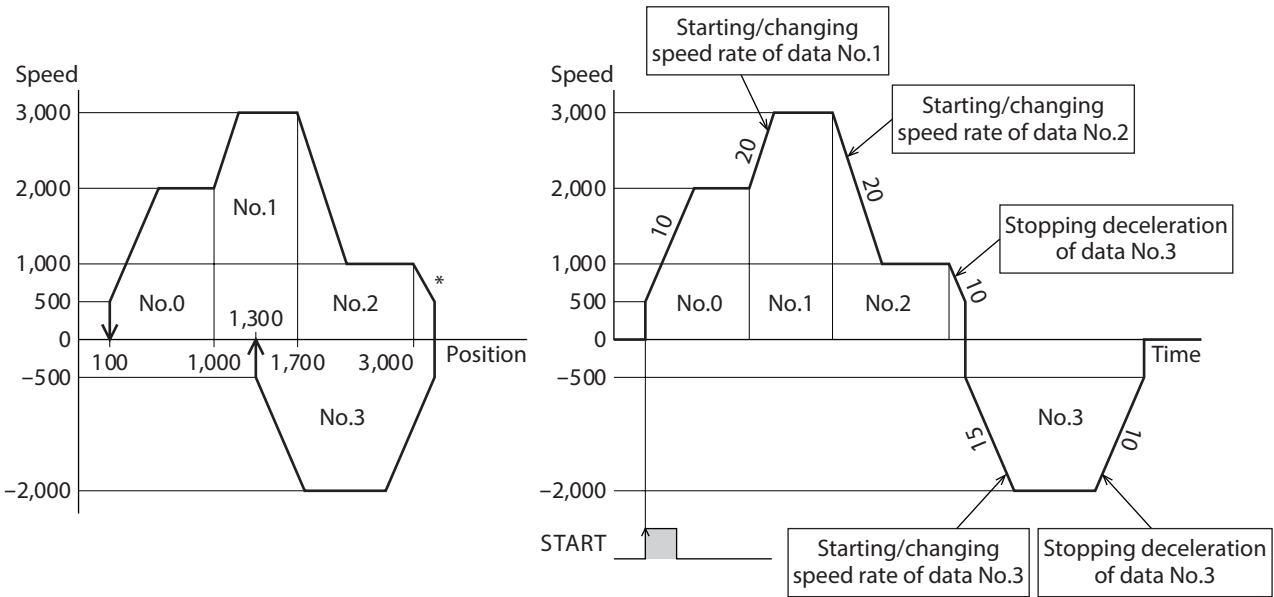 Speed
3,000
2,000
1,000
500
0
−500
−2,000
No.0
No.1
No.2
No.3
*
1,300
100
1,000
1,700
3,000
Position
Starting/changing
speed rate of data No.1
Starting/changing
speed rate of data No.2
Stopping deceleration
of data No.3
Speed
3,000
2,000
1,000
500
0
−500
−2,000
10
20
20
10
No.0
No.1
No.2
Time
No.3
15
10
START
Starting/changing
speed rate of data No.3
Stopping deceleration
of data No.3